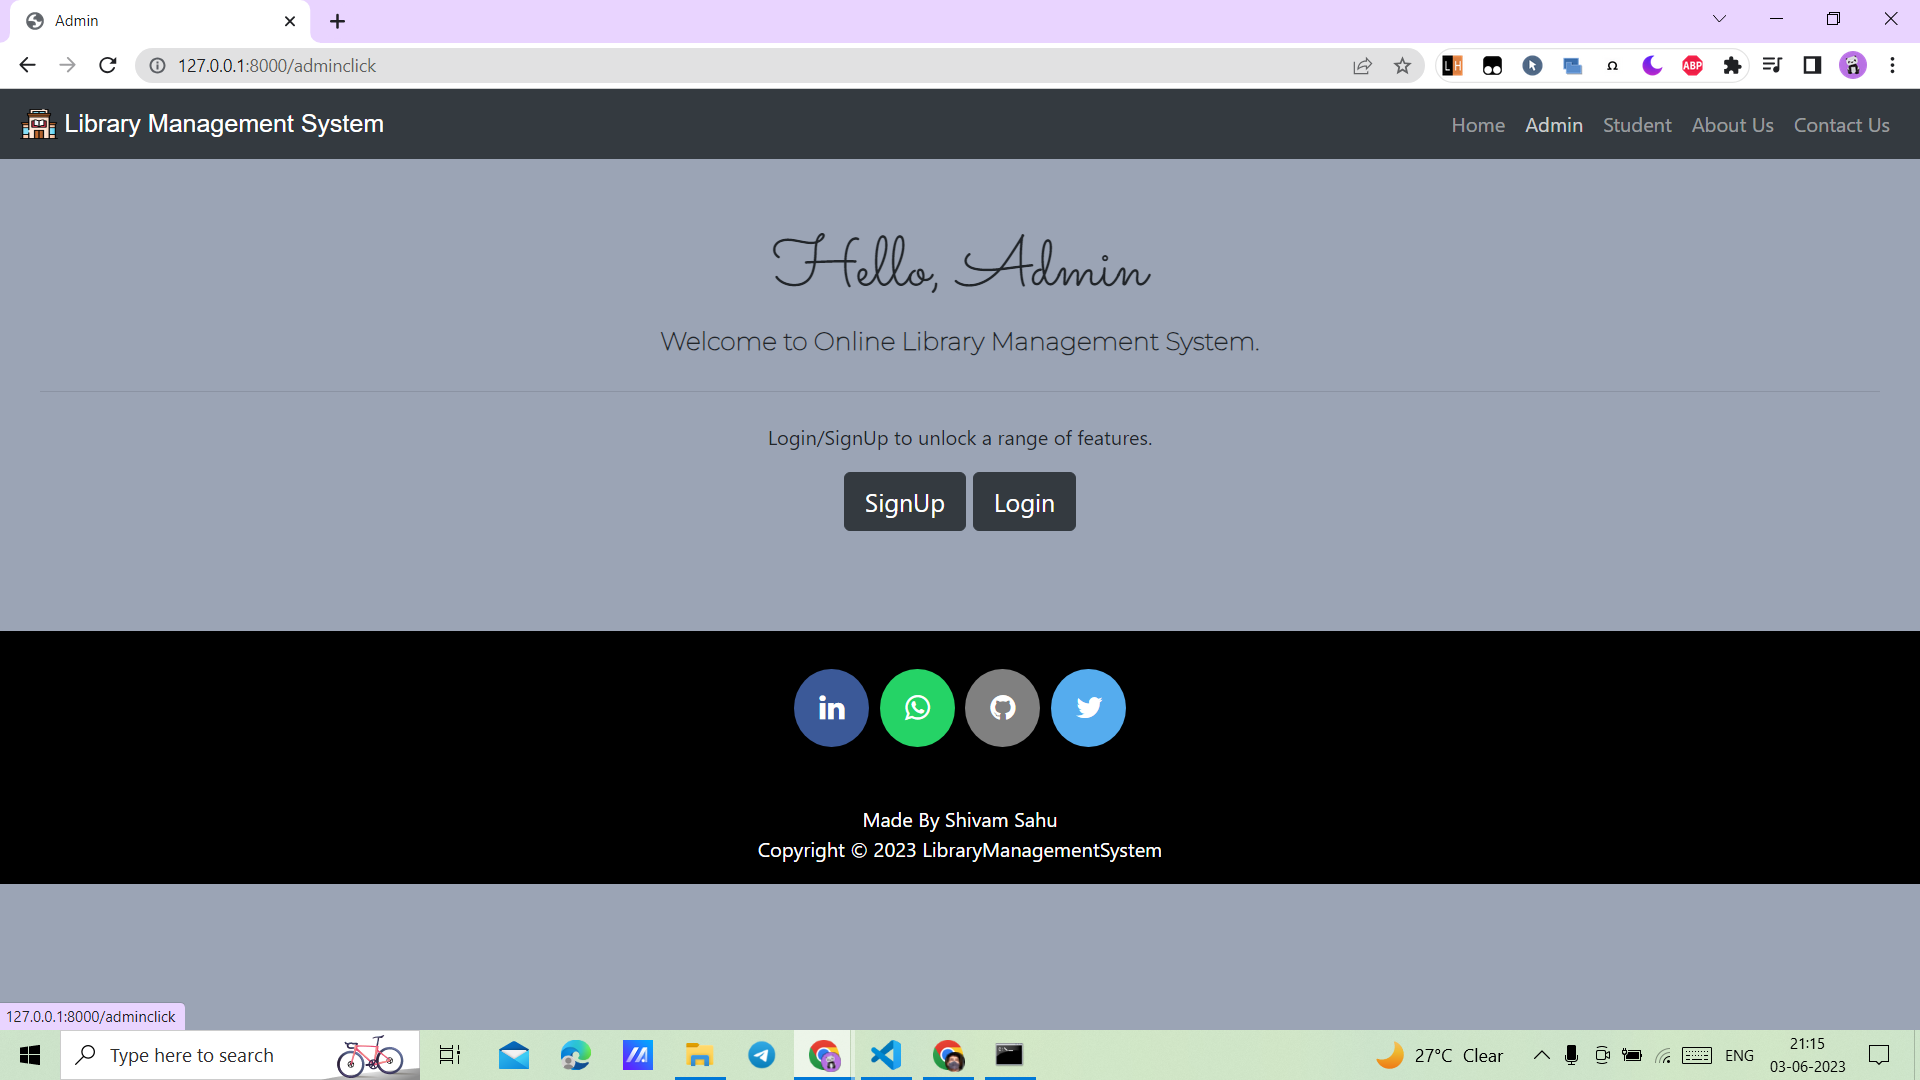 Admin
127.0.0.1:8000/adminclick
LH
Ω
ABP
Library Management System
Home Admin Student About Us Contact Us
Hello, Admin
Welcome to Online Library Management System.
Login/SignUp to unlock a range of features.
SignUp Login
in
Made By Shivam Sahu
Copyright © 2023 LibraryManagementSystem
127.0.0.1:8000/adminclick
Type here to search
27°C Clear
ENG
21:15
03-06-2023